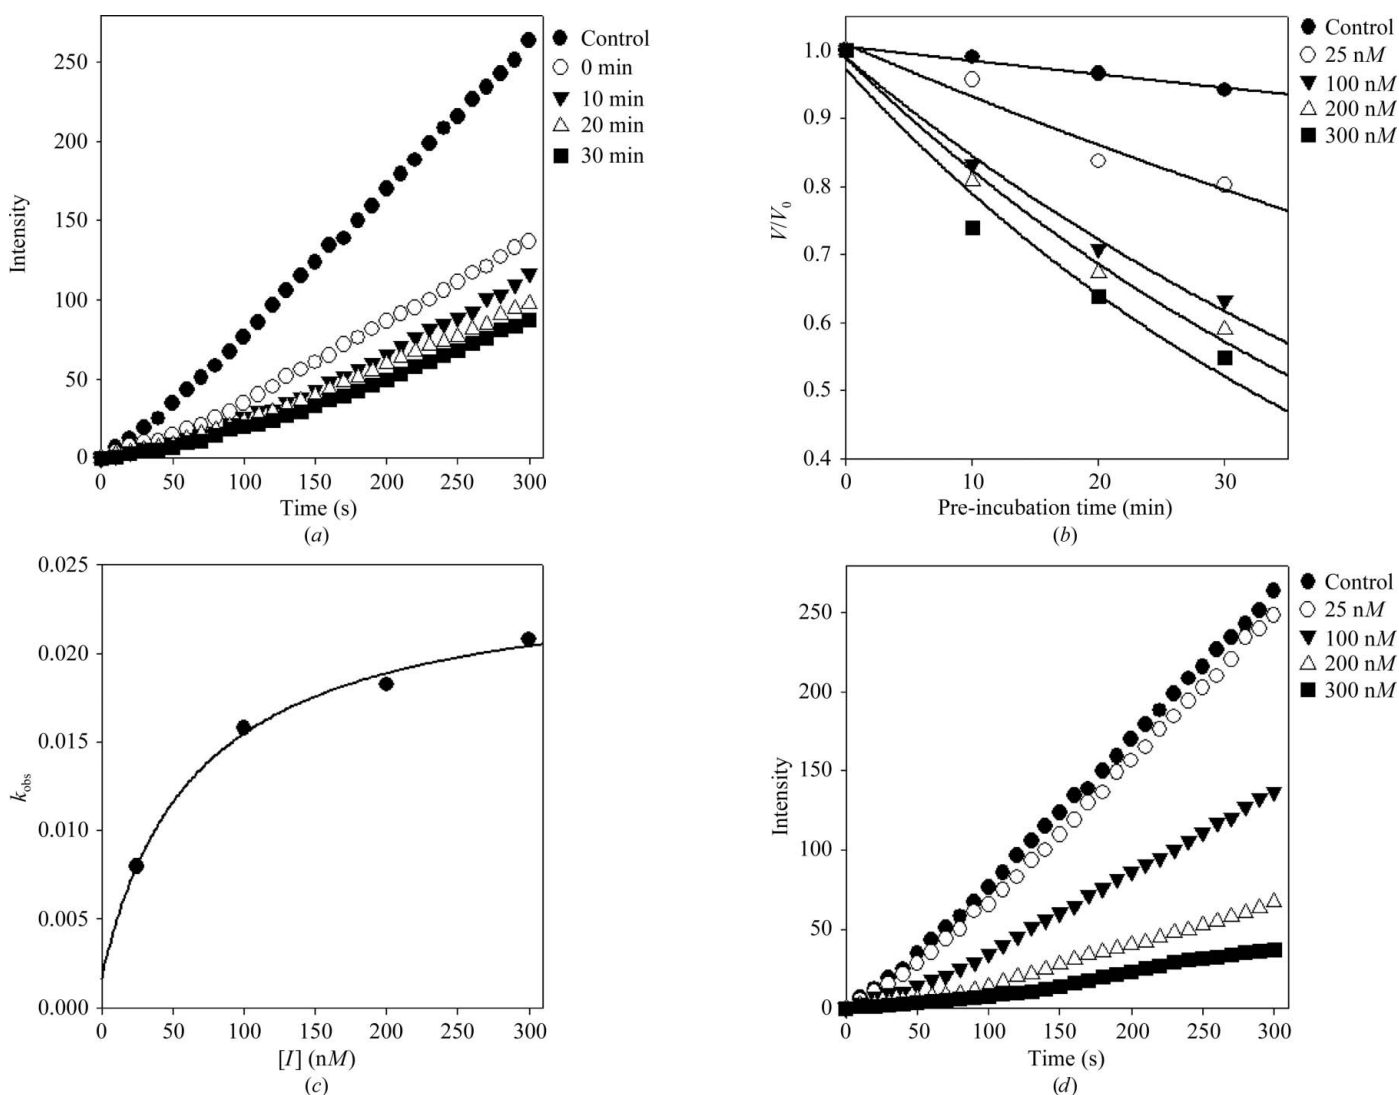 250
200
150
100
50
0
Intensity
0 50 100 150 200 250 300
Time (s)
(a)
Control
0 min
10 min
20 min
30 min
1.0
0.9
0.8
0.7
0.6
0.5
0.4
V/V0
0 10 20 30
Pre-incubation time (min)
(b)
Control
25 nM
100 nM
200 nM
300 nM
0.025
0.020
0.015
0.010
0.005
0.000
kobs
0 50 100 150 200 250 300
[I] (nM)
(c)
250
200
150
100
50
0
Intensity
0 50 100 150 200 250 300
Time (s)
(d)
Control
25 nM
100 nM
200 nM
300 nM